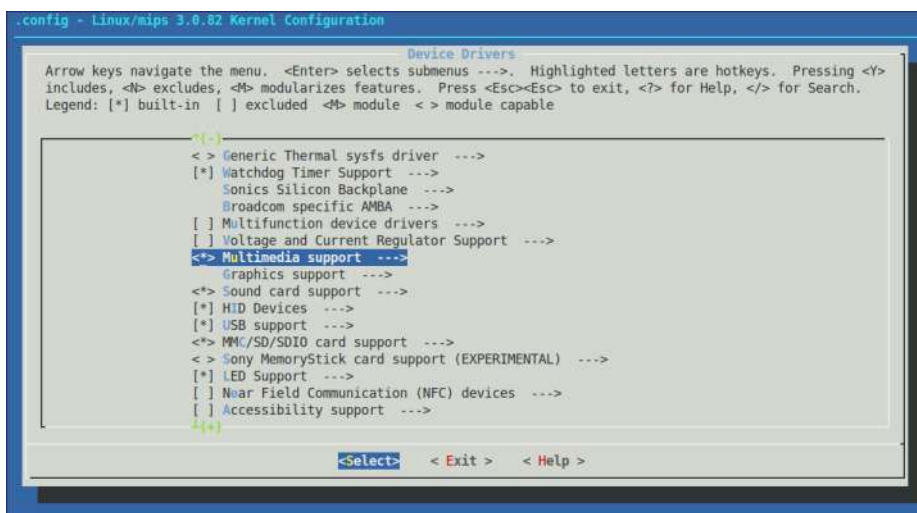 .config - Linux/mips 3.0.82 Kernel Configuration
Device Drivers
Arrow keys navigate the menu.  <Enter> selects submenus --->.  Highlighted letters are hotkeys.  Pressing <Y>
includes, <N> excludes, <M> modularizes features.  Press <Esc><Esc> to exit, <?> for Help, </> for Search.
Legend: [*] built-in  [ ] excluded  <M> module  < > module capable
^(-)
< > Generic Thermal sysfs driver  --->
[*] Watchdog Timer Support  --->
Sonics Silicon Backplane  --->
Broadcom specific AMBA  --->
[ ] Multifunction device drivers  --->
[ ] Voltage and Current Regulator Support  --->
<*> Multimedia support  --->
Graphics support  --->
<*> Sound card support  --->
[*] HID Devices  --->
[*] USB support  --->
<*> MMC/SD/SDIO card support  --->
< > Sony MemoryStick card support (EXPERIMENTAL)  --->
[*] LED Support  --->
[ ] Near Field Communication (NFC) devices  --->
[ ] Accessibility support  --->
┴(+)
<Select>    < Exit >    < Help >